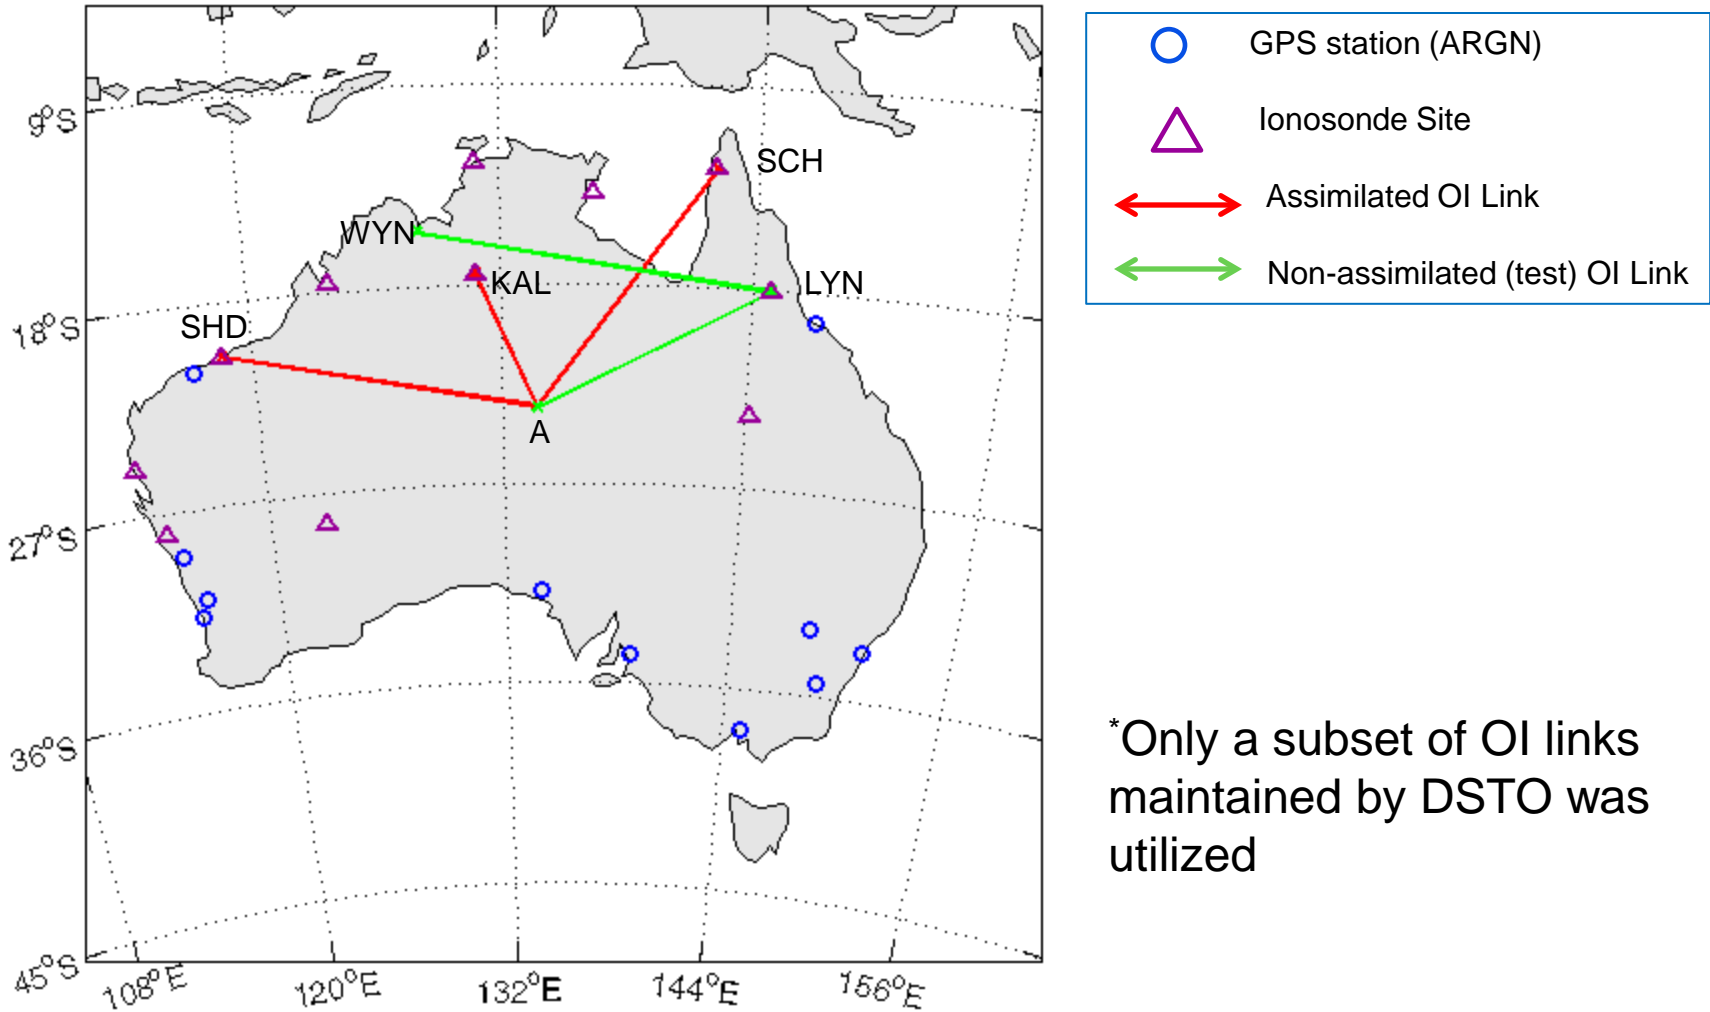 9°S
18°S
27°S
36°S
45°S
108°E
120°E
132°E
144°E
156°E
SCH
WYN
KAL
LYN
SHD
A
GPS station (ARGN)
Ionosonde Site
Assimilated OI Link
Non-assimilated (test) OI Link
*Only a subset of OI links
maintained by DSTO was
utilized